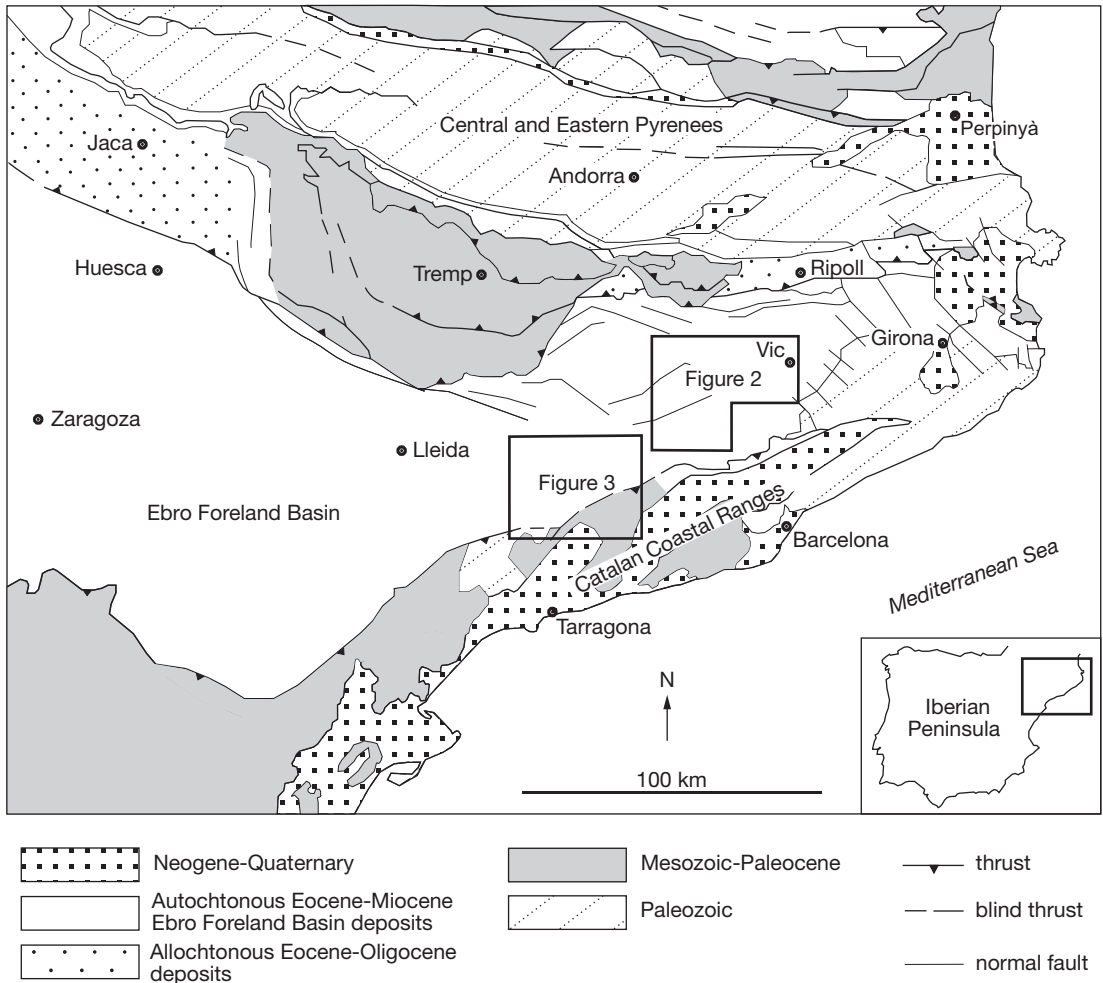 Central and Eastern Pyrenees
Perpinyà
Jaca
Andorra
Huesca
Tremp
Ripoll
Vic
Girona
Figure 2
Zaragoza
Lleida
Figure 3
Ebro Foreland Basin
Catalan Coastal Ranges
Barcelona
Mediterranean Sea
Tarragona
N
Iberian
Peninsula
100 km
Neogene-Quaternary
Autochtonous Eocene-Miocene
Ebro Foreland Basin deposits
Allochtonous Eocene-Oligocene
deposits
Mesozoic-Paleocene
Paleozoic
thrust
blind thrust
normal fault